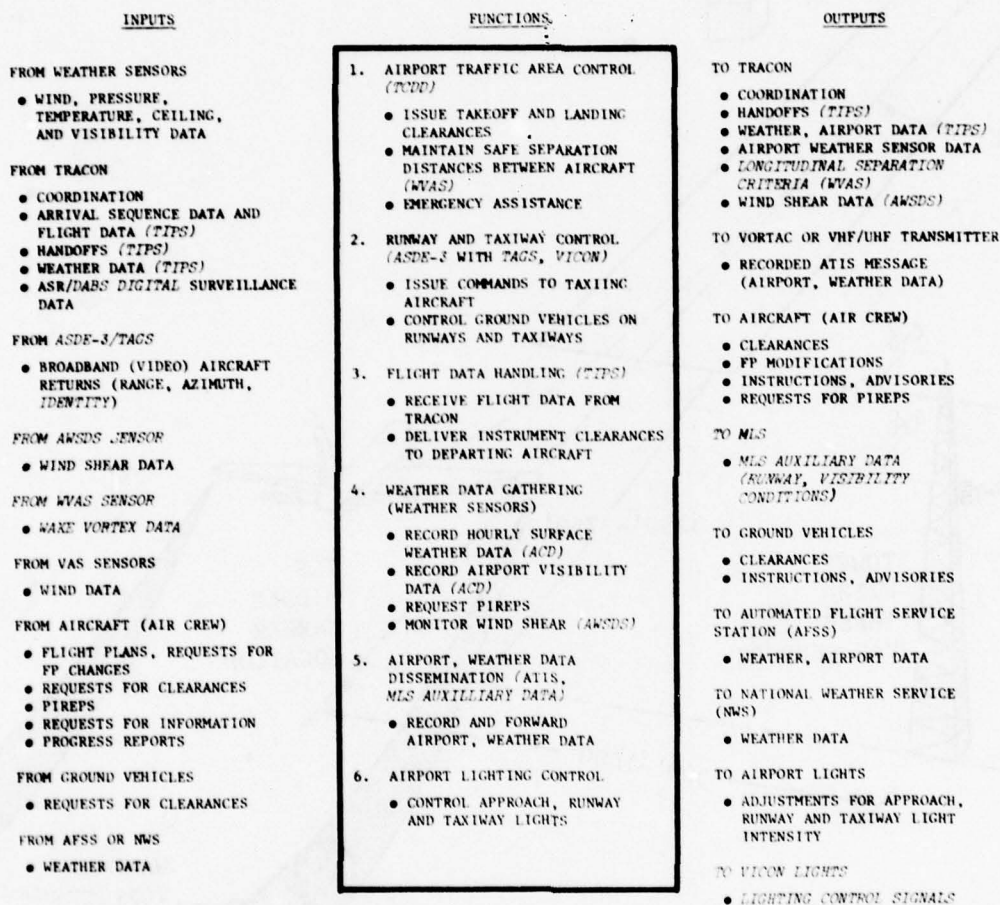 INPUTS
FROM WEATHER SENSORS
● WIND, PRESSURE,
TEMPERATURE, CEILING,
AND VISIBILITY DATA
FROM TRACON
● COORDINATION
● ARRIVAL SEQUENCE DATA AND
FLIGHT DATA (TIPS)
● HANDOFFS (TIPS)
● WEATHER DATA (TIPS)
● ASR/DABS DIGITAL SURVEILLANCE
DATA
FROM ASDE-3/TAGS
● BROADBAND (VIDEO) AIRCRAFT
RETURNS (RANGE, AZIMUTH,
IDENTITY)
FROM AWSDS SENSOR
● WIND SHEAR DATA
FROM WVAS SENSOR
● WAKE VORTEX DATA
FROM VAS SENSORS
● WIND DATA
FROM AIRCRAFT (AIR CREW)
● FLIGHT PLANS, REQUESTS FOR
FP CHANGES
● REQUESTS FOR CLEARANCES
● PIREPS
● REQUESTS FOR INFORMATION
● PROGRESS REPORTS
FROM GROUND VEHICLES
● REQUESTS FOR CLEARANCES
FROM AFSS OR NWS
● WEATHER DATA
FUNCTIONS
1. AIRPORT TRAFFIC AREA CONTROL
(TCDD)
● ISSUE TAKEOFF AND LANDING
CLEARANCES
● MAINTAIN SAFE SEPARATION
DISTANCES BETWEEN AIRCRAFT
(WVAS)
● EMERGENCY ASSISTANCE
2. RUNWAY AND TAXIWAY CONTROL
(ASDE-3 WITH TAGS, VICON)
● ISSUE COMMANDS TO TAXIING
AIRCRAFT
● CONTROL GROUND VEHICLES ON
RUNWAYS AND TAXIWAYS
3. FLIGHT DATA HANDLING (TIPS)
● RECEIVE FLIGHT DATA FROM
TRACON
● DELIVER INSTRUMENT CLEARANCES
TO DEPARTING AIRCRAFT
4. WEATHER DATA GATHERING
(WEATHER SENSORS)
● RECORD HOURLY SURFACE
WEATHER DATA (ACD)
● RECORD AIRPORT VISIBILITY
DATA (ACD)
● REQUEST PIREPS
● MONITOR WIND SHEAR (AWSDS)
5. AIRPORT, WEATHER DATA
DISSEMINATION (ATIS,
MLS AUXILLIARY DATA)
● RECORD AND FORWARD
AIRPORT, WEATHER DATA
6. AIRPORT LIGHTING CONTROL
● CONTROL APPROACH, RUNWAY
AND TAXIWAY LIGHTS
OUTPUTS
TO TRACON
● COORDINATION
● HANDOFFS (TIPS)
● WEATHER, AIRPORT DATA (TIPS)
● AIRPORT WEATHER SENSOR DATA
● LONGITUDINAL SEPARATION
CRITERIA (WVAS)
● WIND SHEAR DATA (AWSDS)
TO VORTAC OR VHF/UHF TRANSMITTER
● RECORDED ATIS MESSAGE
(AIRPORT, WEATHER DATA)
TO AIRCRAFT (AIR CREW)
● CLEARANCES
● FP MODIFICATIONS
● INSTRUCTIONS, ADVISORIES
● REQUESTS FOR PIREPS
TO MLS
● MLS AUXILIARY DATA
(RUNWAY, VISIBILITY
CONDITIONS)
TO GROUND VEHICLES
● CLEARANCES
● INSTRUCTIONS, ADVISORIES
TO AUTOMATED FLIGHT SERVICE
STATION (AFSS)
● WEATHER, AIRPORT DATA
TO NATIONAL WEATHER SERVICE
(NWS)
● WEATHER DATA
TO AIRPORT LIGHTS
● ADJUSTMENTS FOR APPROACH,
RUNWAY AND TAXIWAY LIGHT
INTENSITY
TO VICON LIGHTS
● LIGHTING CONTROL SIGNALS